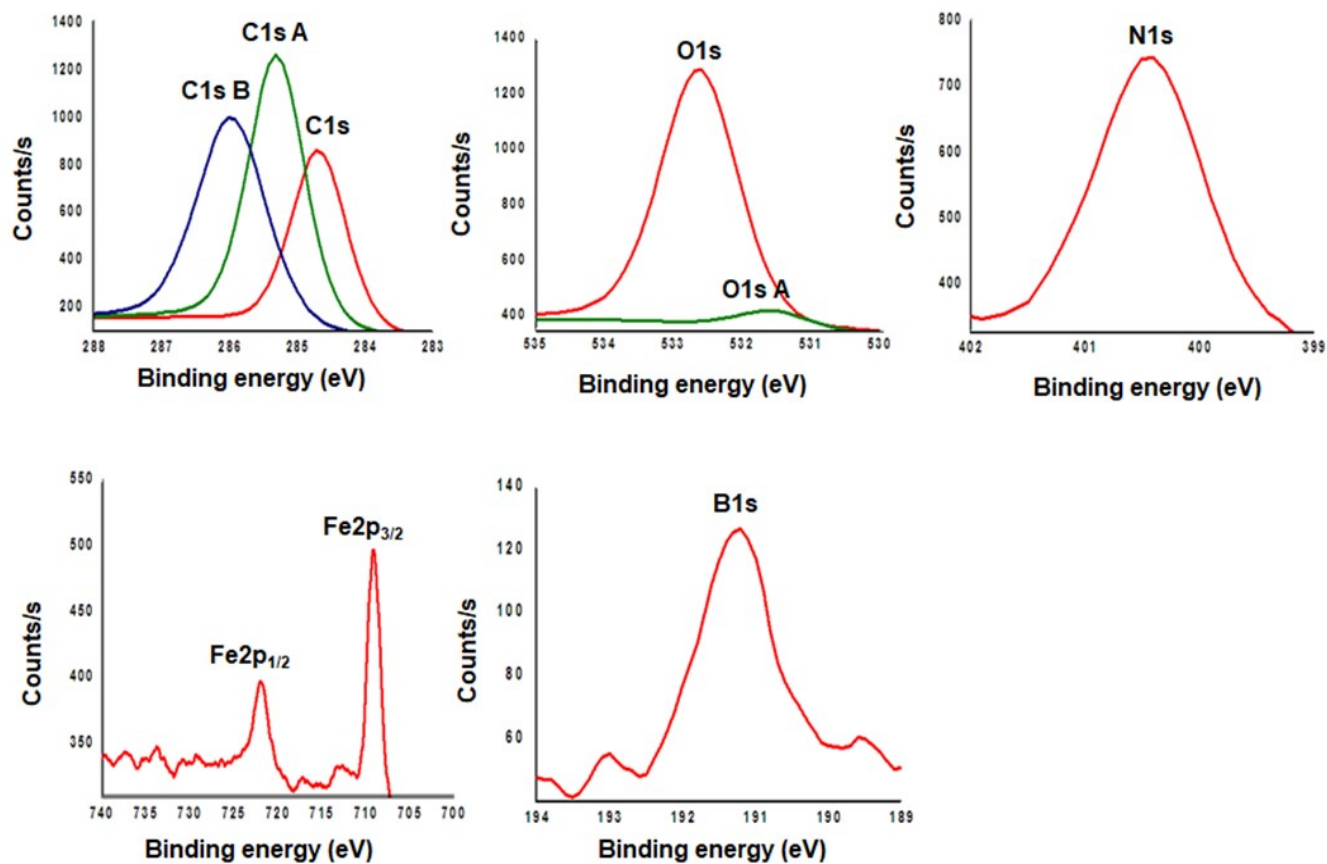 C1s A
C1s B
C1s
1400
1200
1000
800
600
400
200
288 287 286 285 284 283
Counts/s
Binding energy (eV)
O1s
O1s A
1400
1200
1000
800
600
400
535 534 533 532 531 530
Counts/s
Binding energy (eV)
N1s
800
700
600
500
400
402 401 400 399
Counts/s
Binding energy (eV)
Fe2p3/2
Fe2p1/2
550
500
450
400
350
740 735 730 725 720 715 710 705 700
Counts/s
Binding energy (eV)
B1s
140
120
100
80
60
194 193 192 191 190 189
Counts/s
Binding energy (eV)